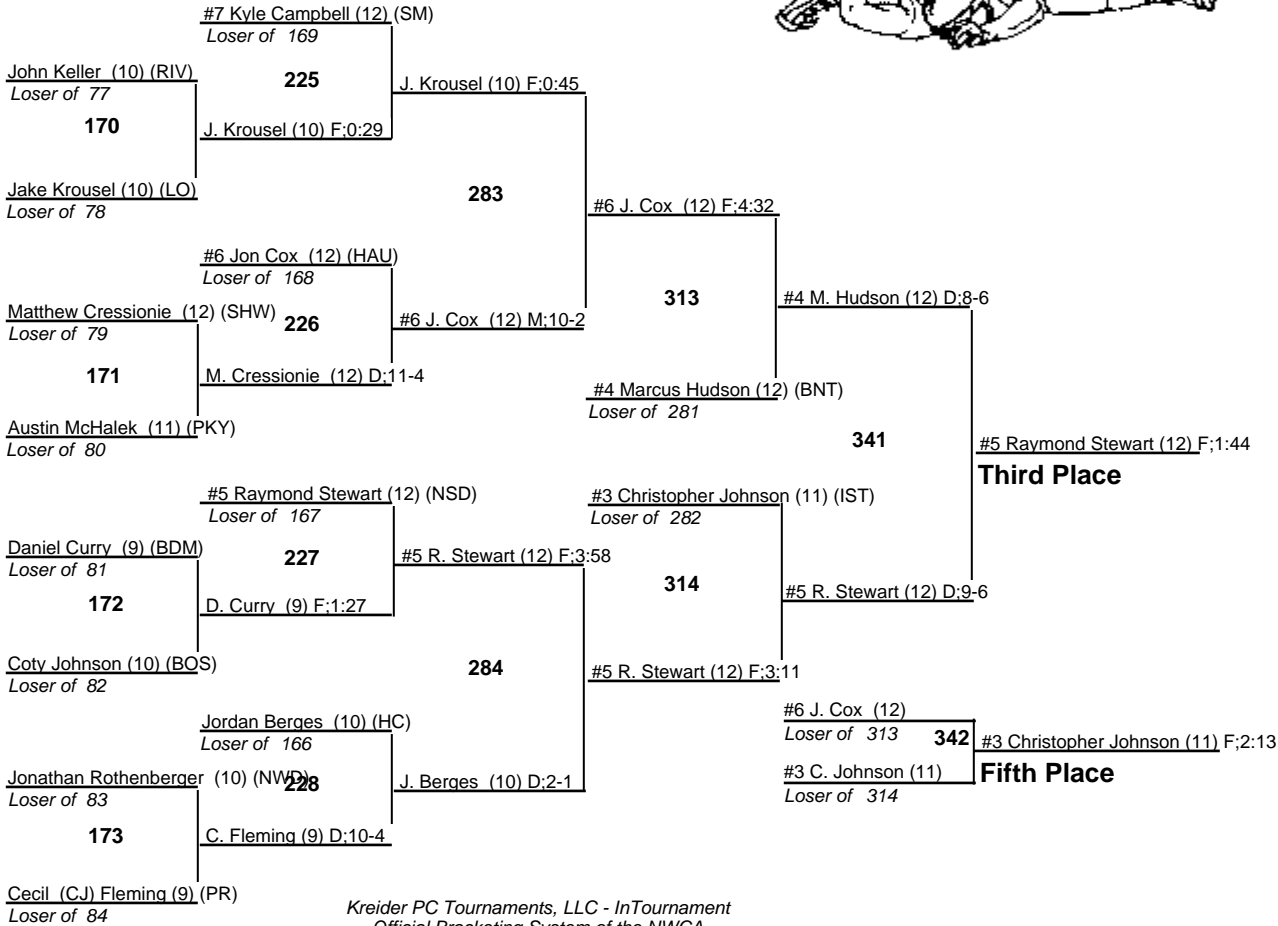 #7 Kyle Campbell (12) (SM)
Loser of 169
John Keller (10) (RIV)
Loser of 77
225
J. Krousel (10) F;0:45
170
J. Krousel (10) F;0:29
Jake Krousel (10) (LO)
Loser of 78
283
#6 J. Cox (12) F;4:32
#6 Jon Cox (12) (HAU)
Loser of 168
Matthew Cressionie (12) (SHW)
Loser of 79
226
#6 J. Cox (12) M;10-2
313
#4 M. Hudson (12) D;8-6
171
M. Cressionie (12) D;11-4
#4 Marcus Hudson (12) (BNT)
Loser of 281
Austin McHalek (11) (PKY)
Loser of 80
341
#5 Raymond Stewart (12) F;1:44
Third Place
#5 Raymond Stewart (12) (NSD)
Loser of 167
#3 Christopher Johnson (11) (IST)
Loser of 282
Daniel Curry (9) (BDM)
Loser of 81
227
#5 R. Stewart (12) F;3:58
314
#5 R. Stewart (12) D;9-6
172
D. Curry (9) F;1:27
Coty Johnson (10) (BOS)
Loser of 82
284
#5 R. Stewart (12) F;3:11
Jordan Berges (10) (HC)
Loser of 166
#6 J. Cox (12)
Loser of 313
342
#3 Christopher Johnson (11) F;2:13
Fifth Place
#3 C. Johnson (11)
Loser of 314
Jonathan Rothenberger (10) (NWD)
Loser of 83
228
J. Berges (10) D;2-1
173
C. Fleming (9) D;10-4
Cecil (CJ) Fleming (9) (PR)
Loser of 84
Kreider PC Tournaments, LLC - InTournament
Official Bracketing System of the NWCA